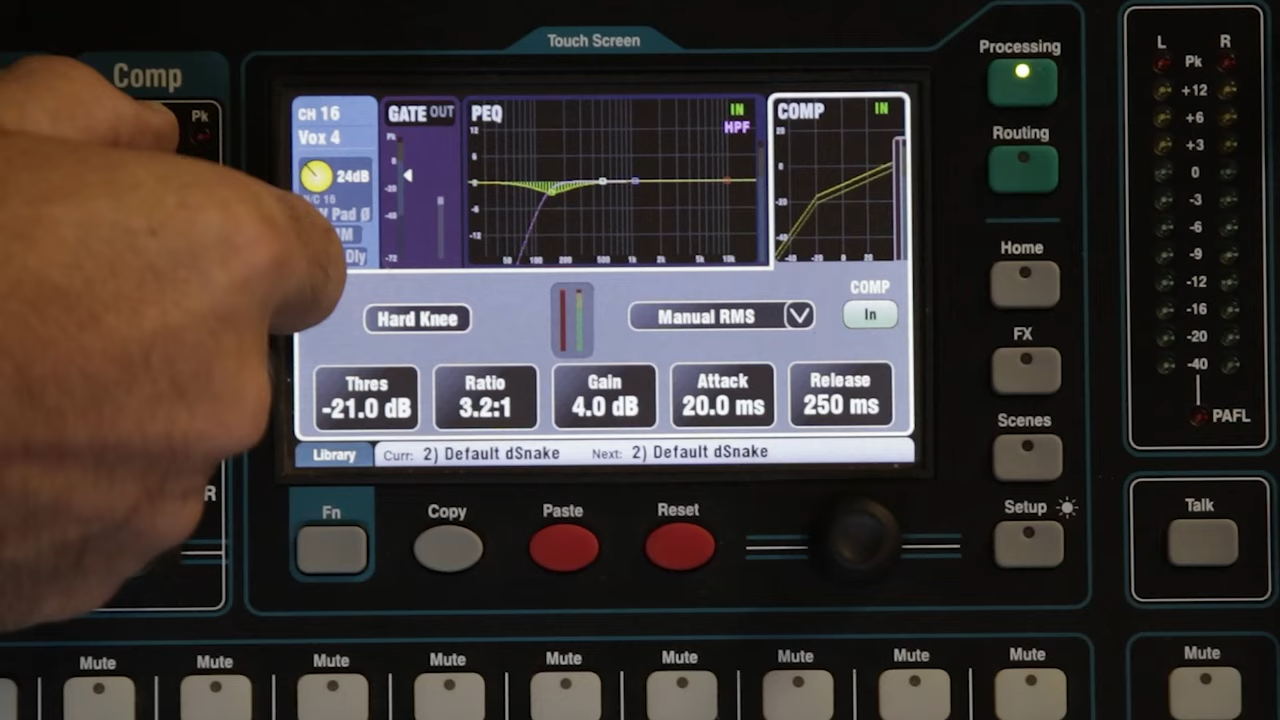 Touch Screen
Comp
Pk
R
CH 16
Vox 4
24dB
Pad Ø
Dly
GATE OUT
PEQ
IN
HPF
COMP
IN
Hard Knee
Manual RMS
COMP
In
Thres
-21.0 dB
Ratio
3.2:1
Gain
4.0 dB
Attack
20.0 ms
Release
250 ms
Library
Curr: 2) Default dSnake Next: 2) Default dSnake
Fn
Copy
Paste
Reset
Processing
Routing
Home
FX
Scenes
Setup
L R
Pk
+12
+6
+3
0
-3
-6
-9
-12
-16
-20
-40
PAFL
Talk
Mute Mute Mute Mute Mute Mute Mute Mute Mute Mute